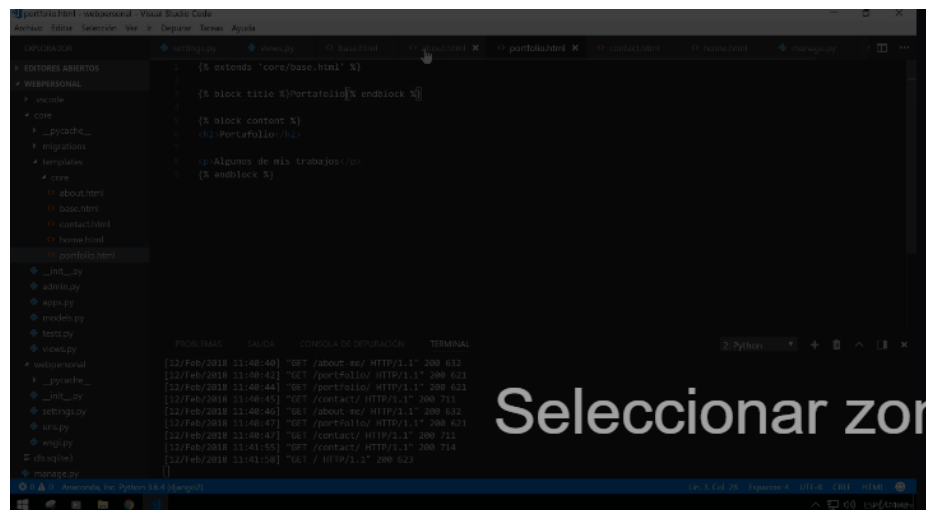 portfolio.html - webpersonal - Visual Studio Code
Archivo Editar Selección Ver Ir Depurar Tareas Ayuda
EXPLORADOR
settings.py views.py base.html about.html portfolio.html contact.html home.html manage.py
EDITORES ABIERTOS
WEBPERSONAL
.vscode
core
__pycache__
migrations
templates
core
about.html
base.html
contact.html
home.html
portfolio.html
__init__.py
admin.py
apps.py
models.py
tests.py
views.py
webpersonal
__pycache__
__init__.py
settings.py
urls.py
wsgi.py
db.sqlite3
manage.py
1 {% extends 'core/base.html' %}
{% block title %}Portafolio{% endblock %}
{% block content %}
<h2>Portafolio</h2>
<p>Algunos de mis trabajos</p>
{% endblock %}
PROBLEMAS SALIDA CONSOLA DE DEPURACIÓN TERMINAL
2: Python
[12/Feb/2018 11:40:40] "GET /about-me/ HTTP/1.1" 200 632
[12/Feb/2018 11:40:42] "GET /portfolio/ HTTP/1.1" 200 621
[12/Feb/2018 11:40:44] "GET /portfolio/ HTTP/1.1" 200 621
[12/Feb/2018 11:40:45] "GET /contact/ HTTP/1.1" 200 711
[12/Feb/2018 11:40:46] "GET /about-me/ HTTP/1.1" 200 632
[12/Feb/2018 11:40:47] "GET /portfolio/ HTTP/1.1" 200 621
[12/Feb/2018 11:40:47] "GET /contact/ HTTP/1.1" 200 711
[12/Feb/2018 11:41:55] "GET /contact/ HTTP/1.1" 200 714
[12/Feb/2018 11:41:58] "GET / HTTP/1.1" 200 623
Seleccionar zon
0 0 Anaconda, Inc. Python 3.6.4 (django2)
Lín. 3, Col. 28 Espacios: 4 UTF-8 CRLF HTML